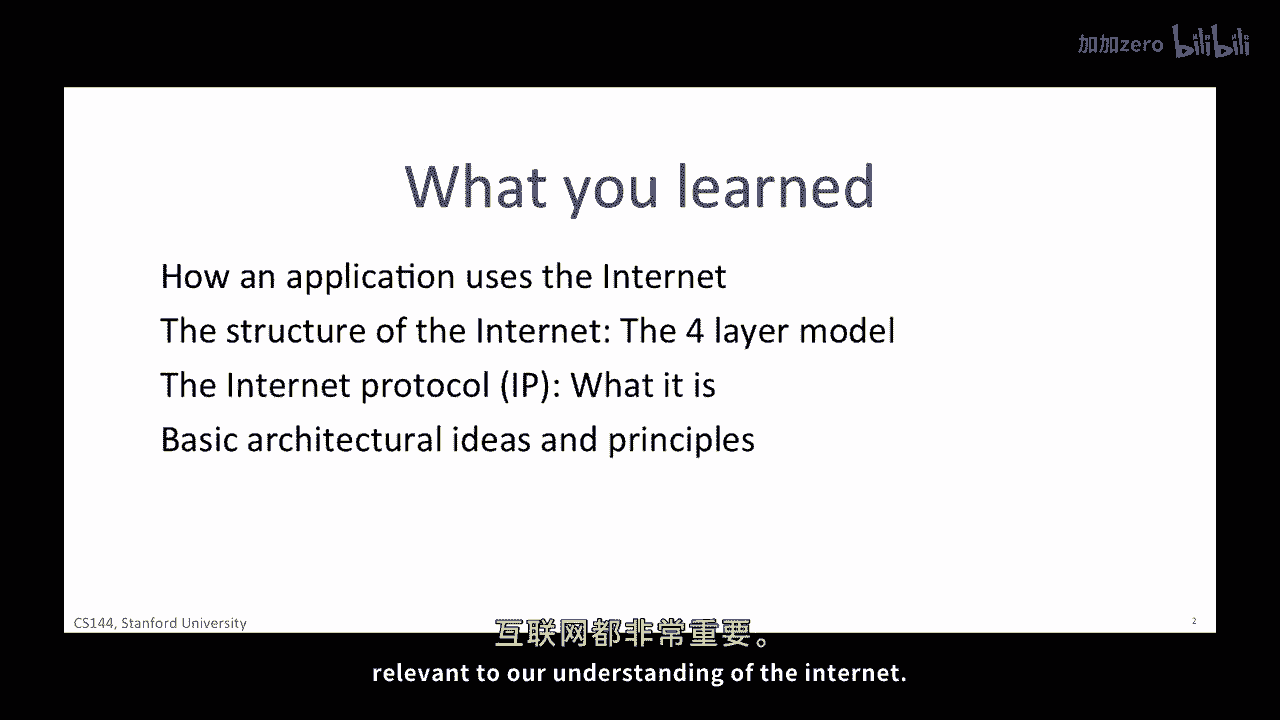 加加zero bilibili
What you learned
How an application uses the Internet
The structure of the Internet: The 4 layer model
The Internet protocol (IP): What it is
Basic architectural ideas and principles
CS144, Stanford University
2
互联网都非常重要。
relevant to our understanding of the internet.